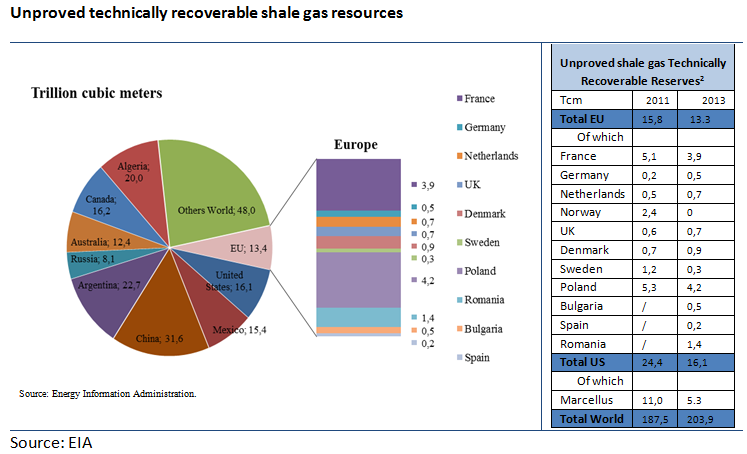 Unproved technically recoverable shale gas resources
Trillion cubic meters
Algeria;
20,0
Canada;
16,2
Australia; 12,4
Russia; 8,1
Argentina; 22,7
China; 31,6
Mexico; 15,4
United
States; 16,1
EU; 13,4
Others World; 48,0
Europe
3,9
0,5
0,7
0,7
0,9
0,3
4,2
1,4
0,5
0,2
France
Germany
Netherlands
UK
Denmark
Sweden
Poland
Romania
Bulgaria
Spain
Source: Energy Information Administration.
Unproved shale gas Technically
Recoverable Reserves2
Tcm 2011 2013
Total EU 15,8 13.3
Of which
France 5,1 3,9
Germany 0,2 0,5
Netherlands 0,5 0,7
Norway 2,4 0
UK 0,6 0,7
Denmark 0,7 0,9
Sweden 1,2 0,3
Poland 5,3 4,2
Bulgaria / 0,5
Spain / 0,2
Romania / 1,4
Total US 24,4 16,1
Of which
Marcellus 11,0 5.3
Total World 187,5 203,9
Source: EIA